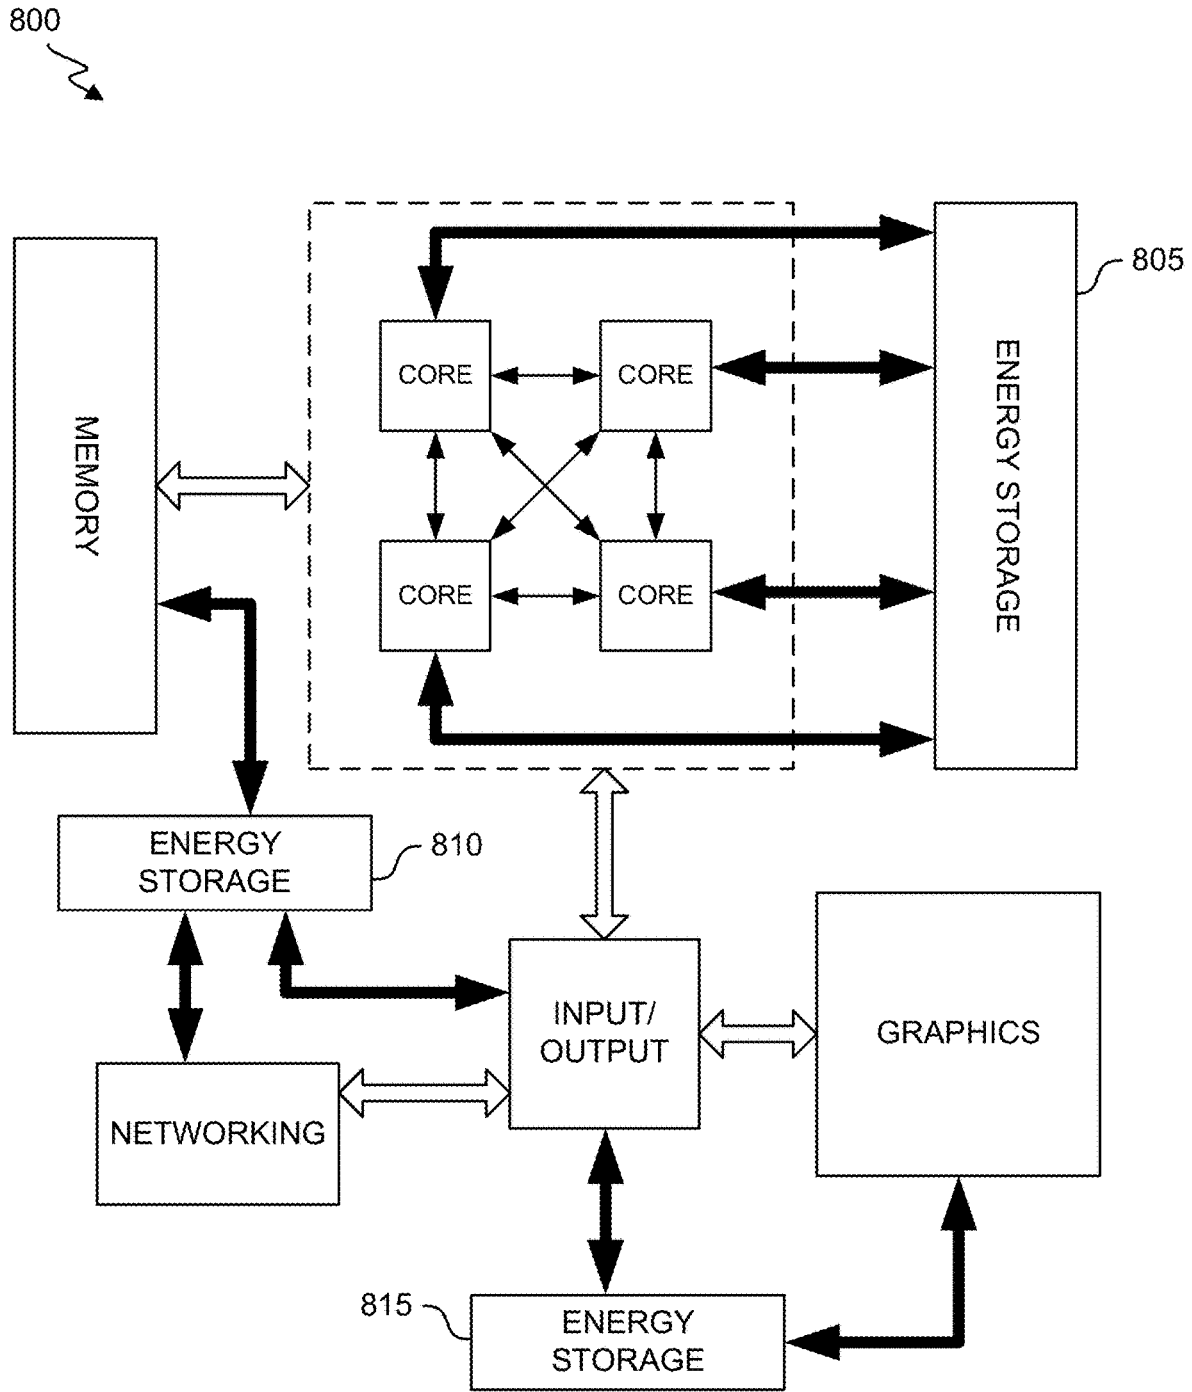 800
805
MEMORY
CORE
CORE
ENERGY STORAGE
CORE
CORE
ENERGY
STORAGE
810
INPUT/
OUTPUT
GRAPHICS
NETWORKING
815
ENERGY
STORAGE